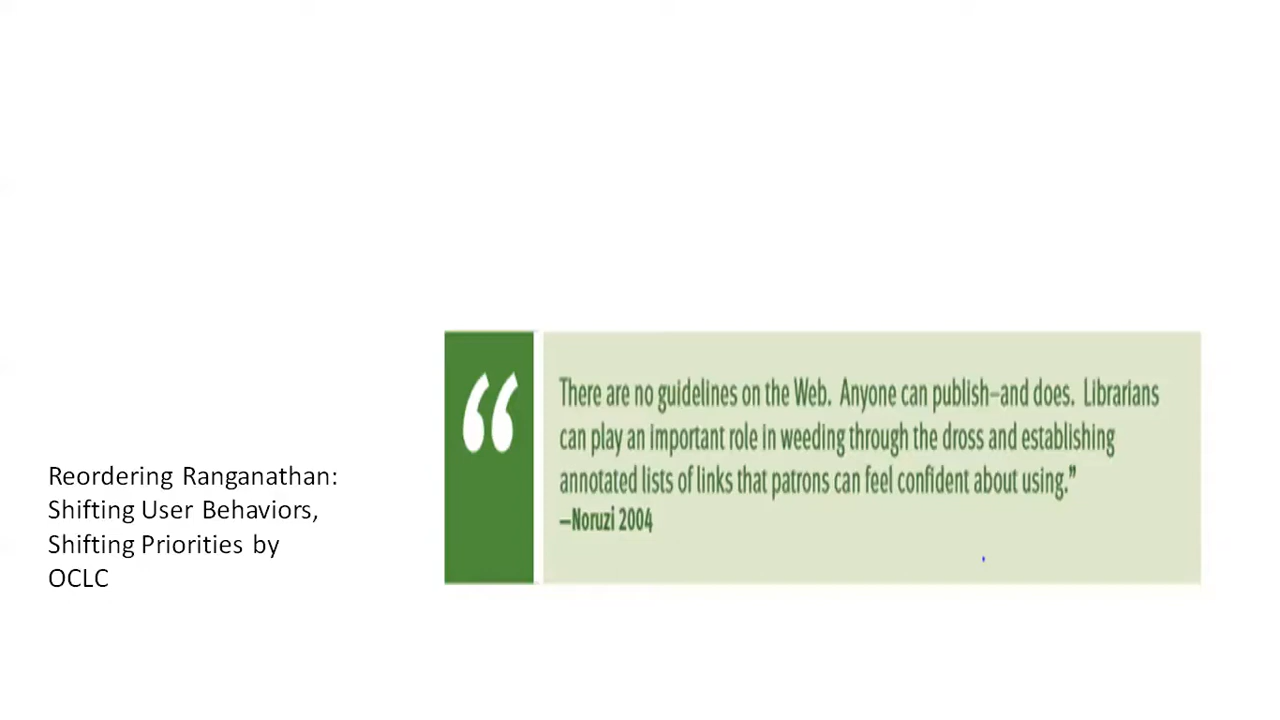 Reordering Ranganathan:
Shifting User Behaviors,
Shifting Priorities by
OCLC
“
There are no guidelines on the Web. Anyone can publish–and does. Librarians
can play an important role in weeding through the dross and establishing
annotated lists of links that patrons can feel confident about using.”
–Noruzi 2004